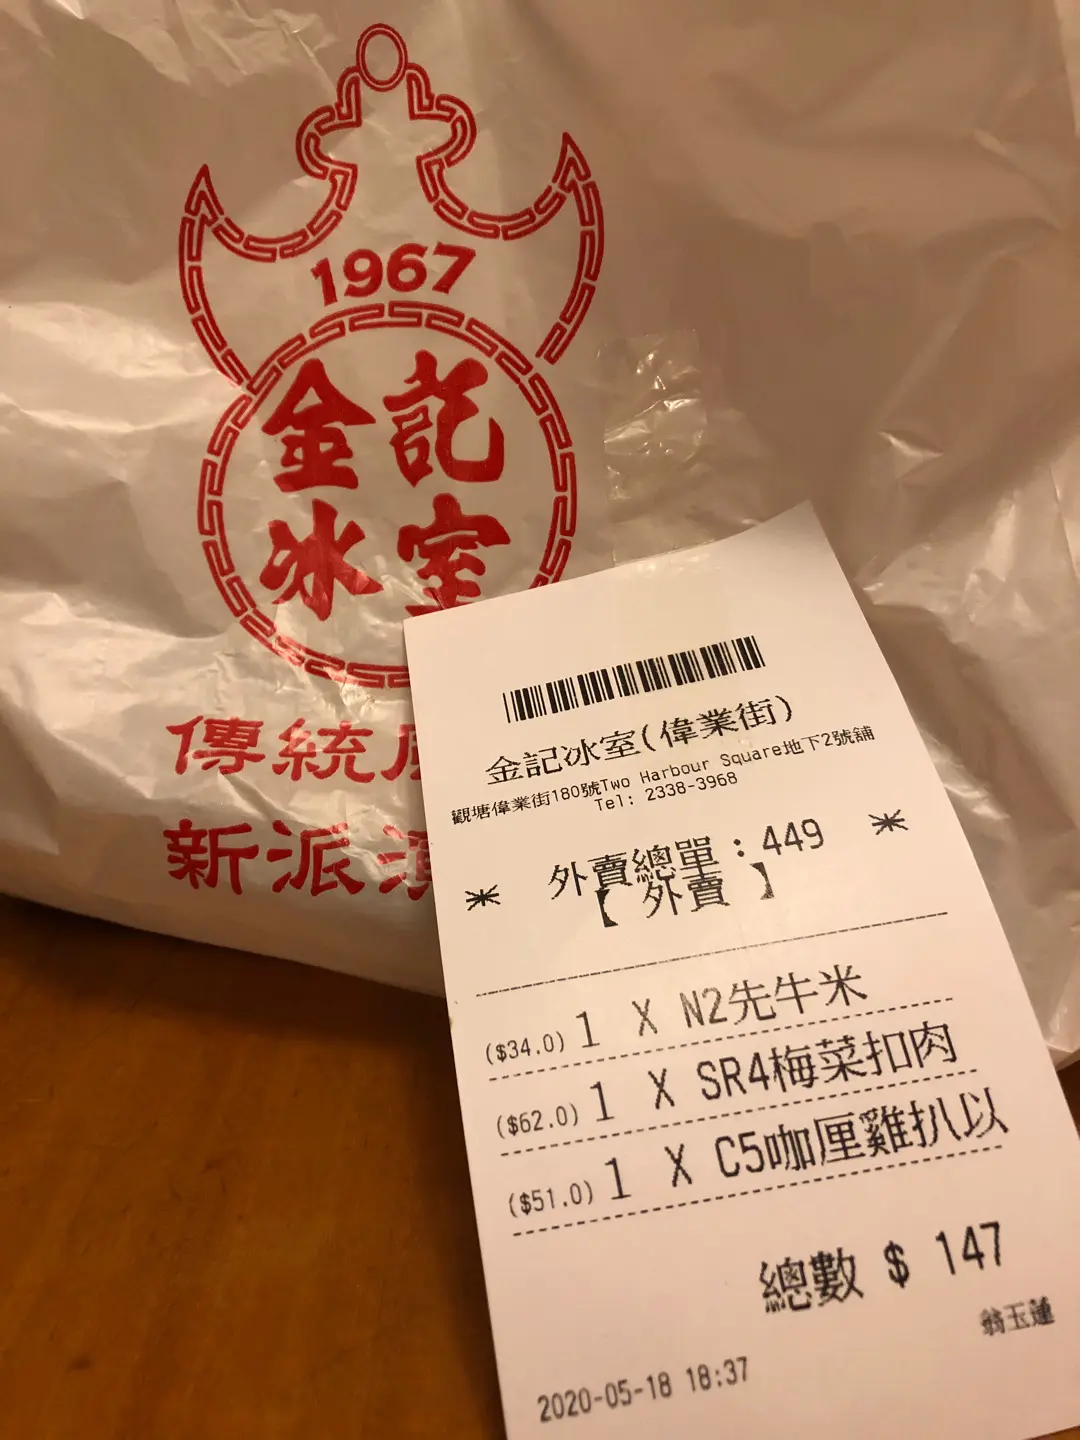 1967
金記
冰室
傳統
新派
金記冰室(偉業街)
觀塘偉業街180號Two Harbour Square地下2號舖
Tel: 2338-3968
* 外賣總單:449 *
【 外賣 】
($34.0) 1 X N2先牛米
($62.0) 1 X SR4梅菜扣肉
($51.0) 1 X C5咖厘雞扒以
總數 $ 147
翁玉蓮
2020-05-18 18:37